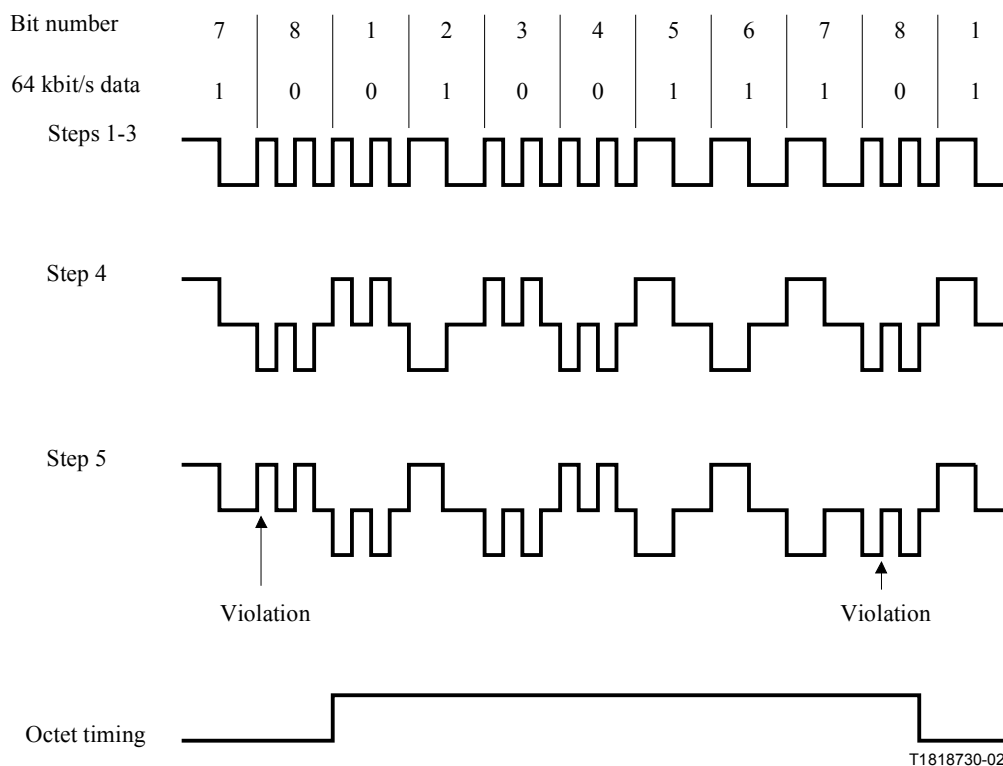 Bit number 7 8 1 2 3 4 5 6 7 8 1
64 kbit/s data 1 0 0 1 0 0 1 1 1 0 1
Steps 1-3
Step 4
Step 5
Violation Violation
Octet timing
T1818730-02